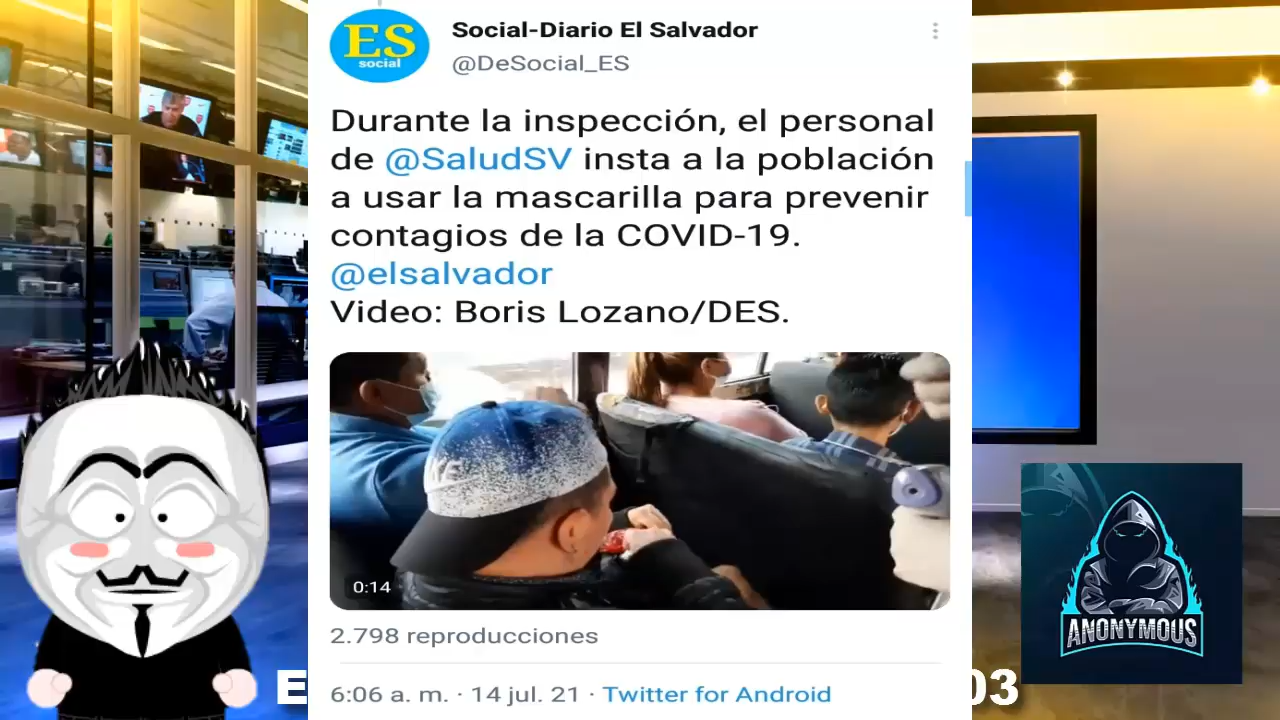 ES
social
Social-Diario El Salvador
@DeSocial_ES
Durante la inspección, el personal
de @SaludSV insta a la población
a usar la mascarilla para prevenir
contagios de la COVID-19.
@elsalvador
Video: Boris Lozano/DES.
0:14
2.798 reproducciones
6:06 a. m. · 14 jul. 21 · Twitter for Android
E
03
ANONYMOUS